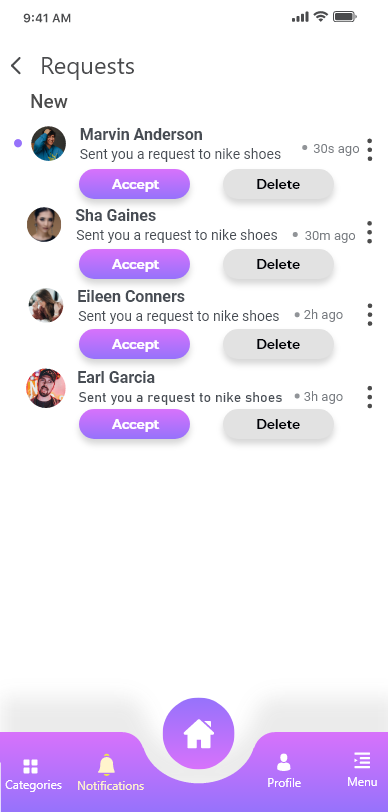 9:41 AM
Requests
New
Marvin Anderson
Sent you a request to nike shoes
30s ago
Accept
Delete
Sha Gaines
Sent you a request to nike shoes
30m ago
Accept
Delete
Eileen Conners
Sent you a request to nike shoes
2h ago
Accept
Delete
Earl Garcia
Sent you a request to nike shoes
3h ago
Accept
Delete
Categories
Notifications
Profile
Menu